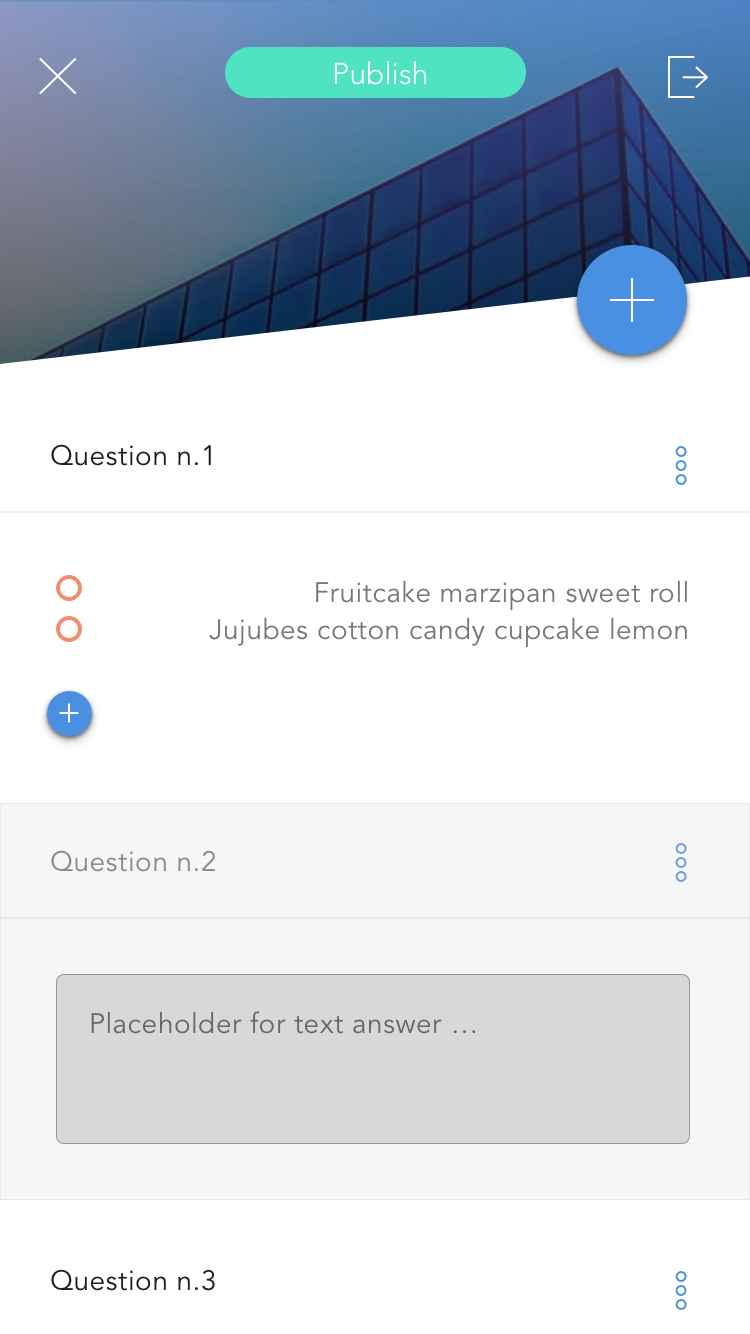 Publish
Question n.1
Fruitcake marzipan sweet roll
Jujubes cotton candy cupcake lemon
Question n.2
Placeholder for text answer ...
Question n.3